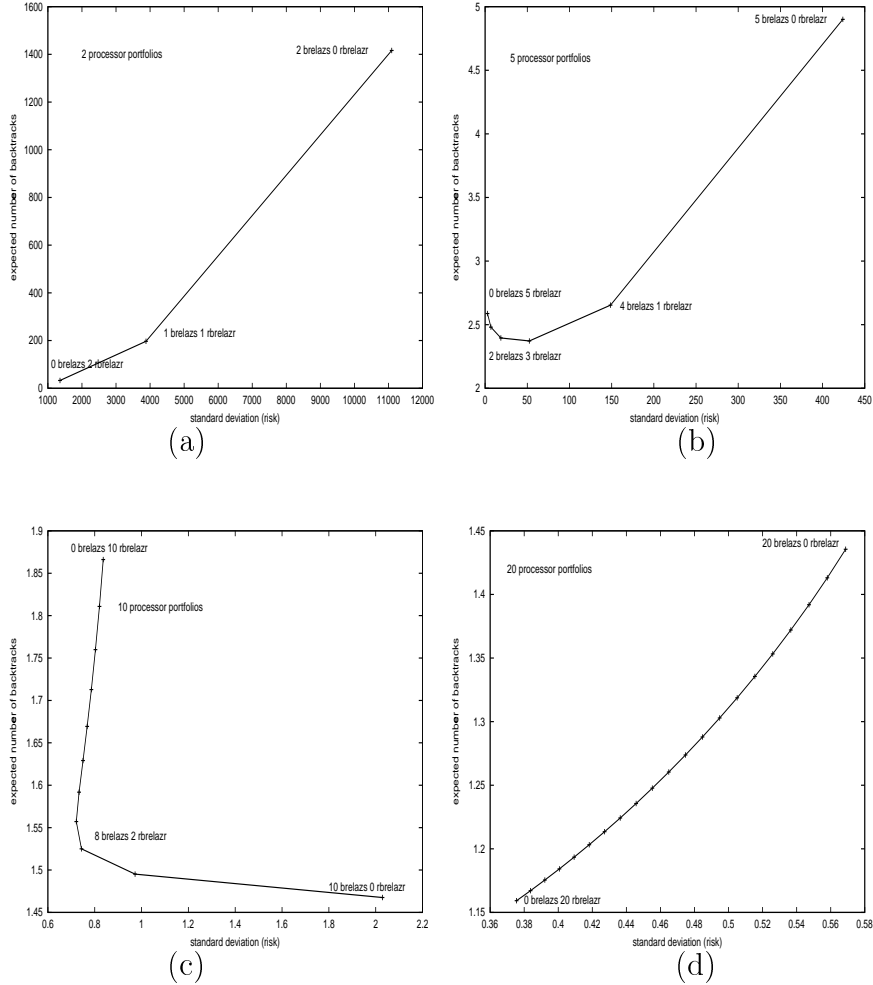 1600
1400
1200
1000
800
600
400
200
0
expected number of backtracks
2 processor portfolios
2 brelazs 0 rbrelazr
1 brelazs 1 rbrelazr
0 brelazs 2 rbrelazr
1000 2000 3000 4000 5000 6000 7000 8000 9000 10000 11000 12000
standard deviation (risk)
(a)
5
4.5
4
3.5
3
2.5
2
expected number of backtracks
5 brelazs 0 rbrelazr
5 processor portfolios
0 brelazs 5 rbrelazr
4 brelazs 1 rbrelazr
2 brelazs 3 rbrelazr
0 50 100 150 200 250 300 350 400 450
standard deviation (risk)
(b)
1.9
1.85
1.8
1.75
1.7
1.65
1.6
1.55
1.5
1.45
expected number of backtracks
0 brelazs 10 rbrelazr
10 processor portfolios
8 brelazs 2 rbrelazr
10 brelazs 0 rbrelazr
0.6 0.8 1 1.2 1.4 1.6 1.8 2 2.2
standard deviation (risk)
(c)
1.45
1.4
1.35
1.3
1.25
1.2
1.15
expected number of backtracks
20 brelazs 0 rbrelazr
20 processor portfolios
0 brelazs 20 rbrelazr
0.36 0.38 0.4 0.42 0.44 0.46 0.48 0.5 0.52 0.54 0.56 0.58
standard deviation (risk)
(d)